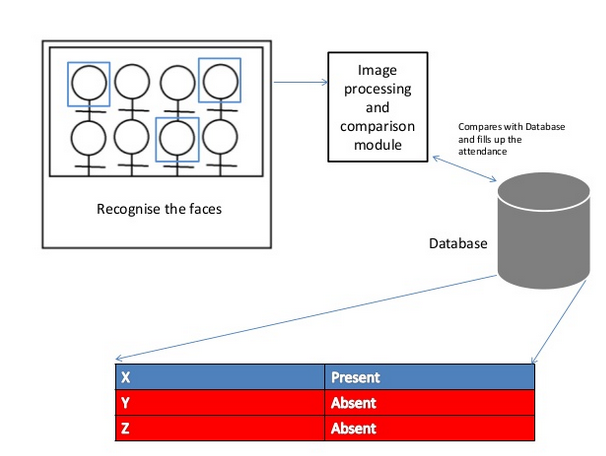 Image
processing
and
comparison
module
Compares with Database
and fills up the
attendance
Recognise the faces
Database
X Present
Y Absent
Z Absent